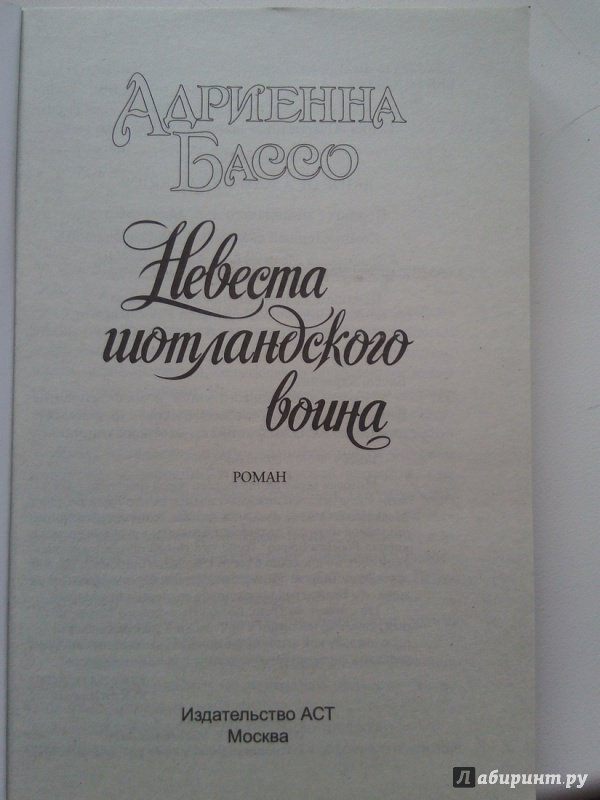 Адриенна
Бассо
Невеста
шотландского
воина
РОМАН
Издательство АСТ
Москва
Лабиринт.ру